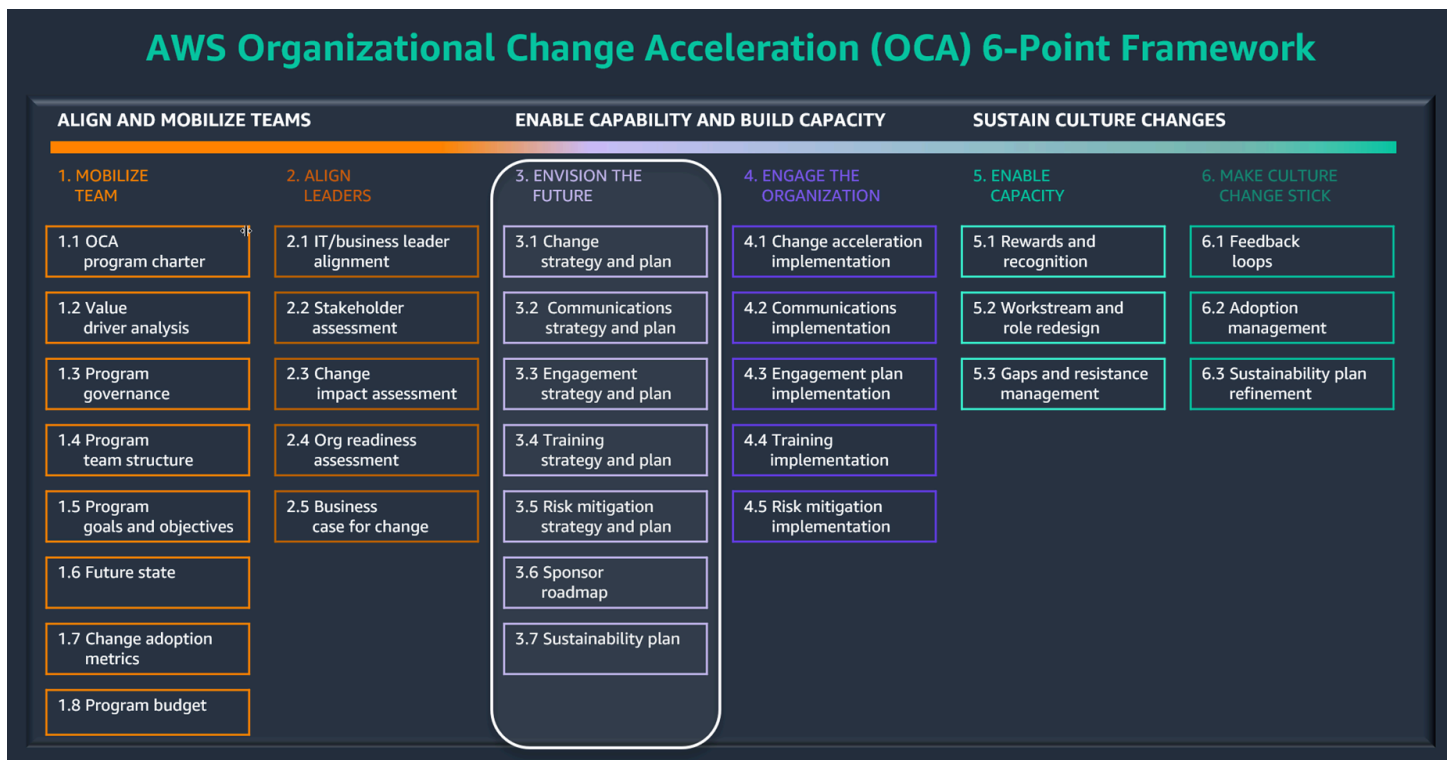 AWS Organizational Change Acceleration (OCA) 6-Point Framework
ALIGN AND MOBILIZE TEAMS
ENABLE CAPABILITY AND BUILD CAPACITY
SUSTAIN CULTURE CHANGES
1. MOBILIZE
TEAM
1.1 OCA
program charter
1.2 Value
driver analysis
1.3 Program
governance
1.4 Program
team structure
1.5 Program
goals and objectives
1.6 Future state
1.7 Change adoption
metrics
1.8 Program budget
2. ALIGN
LEADERS
2.1 IT/business leader
alignment
2.2 Stakeholder
assessment
2.3 Change
impact assessment
2.4 Org readiness
assessment
2.5 Business
case for change
3. ENVISION THE
FUTURE
3.1 Change
strategy and plan
3.2 Communications
strategy and plan
3.3 Engagement
strategy and plan
3.4 Training
strategy and plan
3.5 Risk mitigation
strategy and plan
3.6 Sponsor
roadmap
3.7 Sustainability plan
4. ENGAGE THE
ORGANIZATION
4.1 Change acceleration
implementation
4.2 Communications
implementation
4.3 Engagement plan
implementation
4.4 Training
implementation
4.5 Risk mitigation
implementation
5. ENABLE
CAPACITY
5.1 Rewards and
recognition
5.2 Workstream and
role redesign
5.3 Gaps and resistance
management
6. MAKE CULTURE
CHANGE STICK
6.1 Feedback
loops
6.2 Adoption
management
6.3 Sustainability plan
refinement